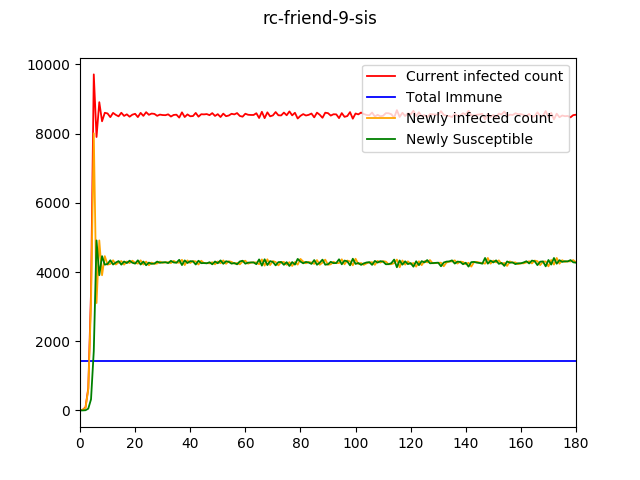 rc-friend-9-sis
Current infected count
Total Immune
Newly infected count
Newly Susceptible
10000
8000
6000
4000
2000
0
0 20 40 60 80 100 120 140 160 180